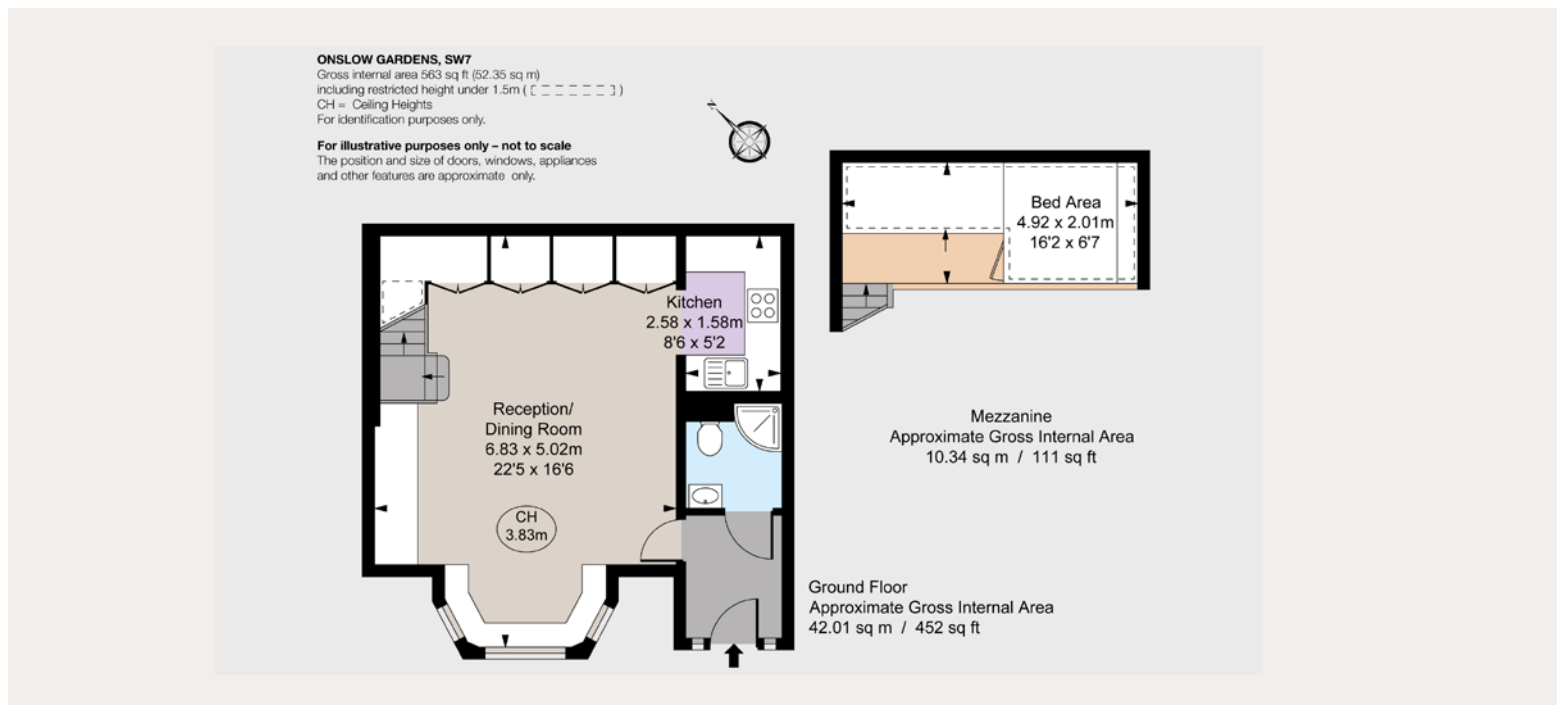 ONSLOW GARDENS, SW7
Gross internal area 563 sq ft (52.35 sq m)
including restricted height under 1.5m ( )
CH = Ceiling Heights
For identification purposes only.
For illustrative purposes only – not to scale
The position and size of doors, windows, appliances
and other features are approximate only.
Bed Area
4.92 x 2.01m
16'2 x 6'7
Kitchen
2.58 x 1.58m
8'6 x 5'2
Reception/
Dining Room
6.83 x 5.02m
22'5 x 16'6
CH
3.83m
Mezzanine
Approximate Gross Internal Area
10.34 sq m / 111 sq ft
Ground Floor
Approximate Gross Internal Area
42.01 sq m / 452 sq ft